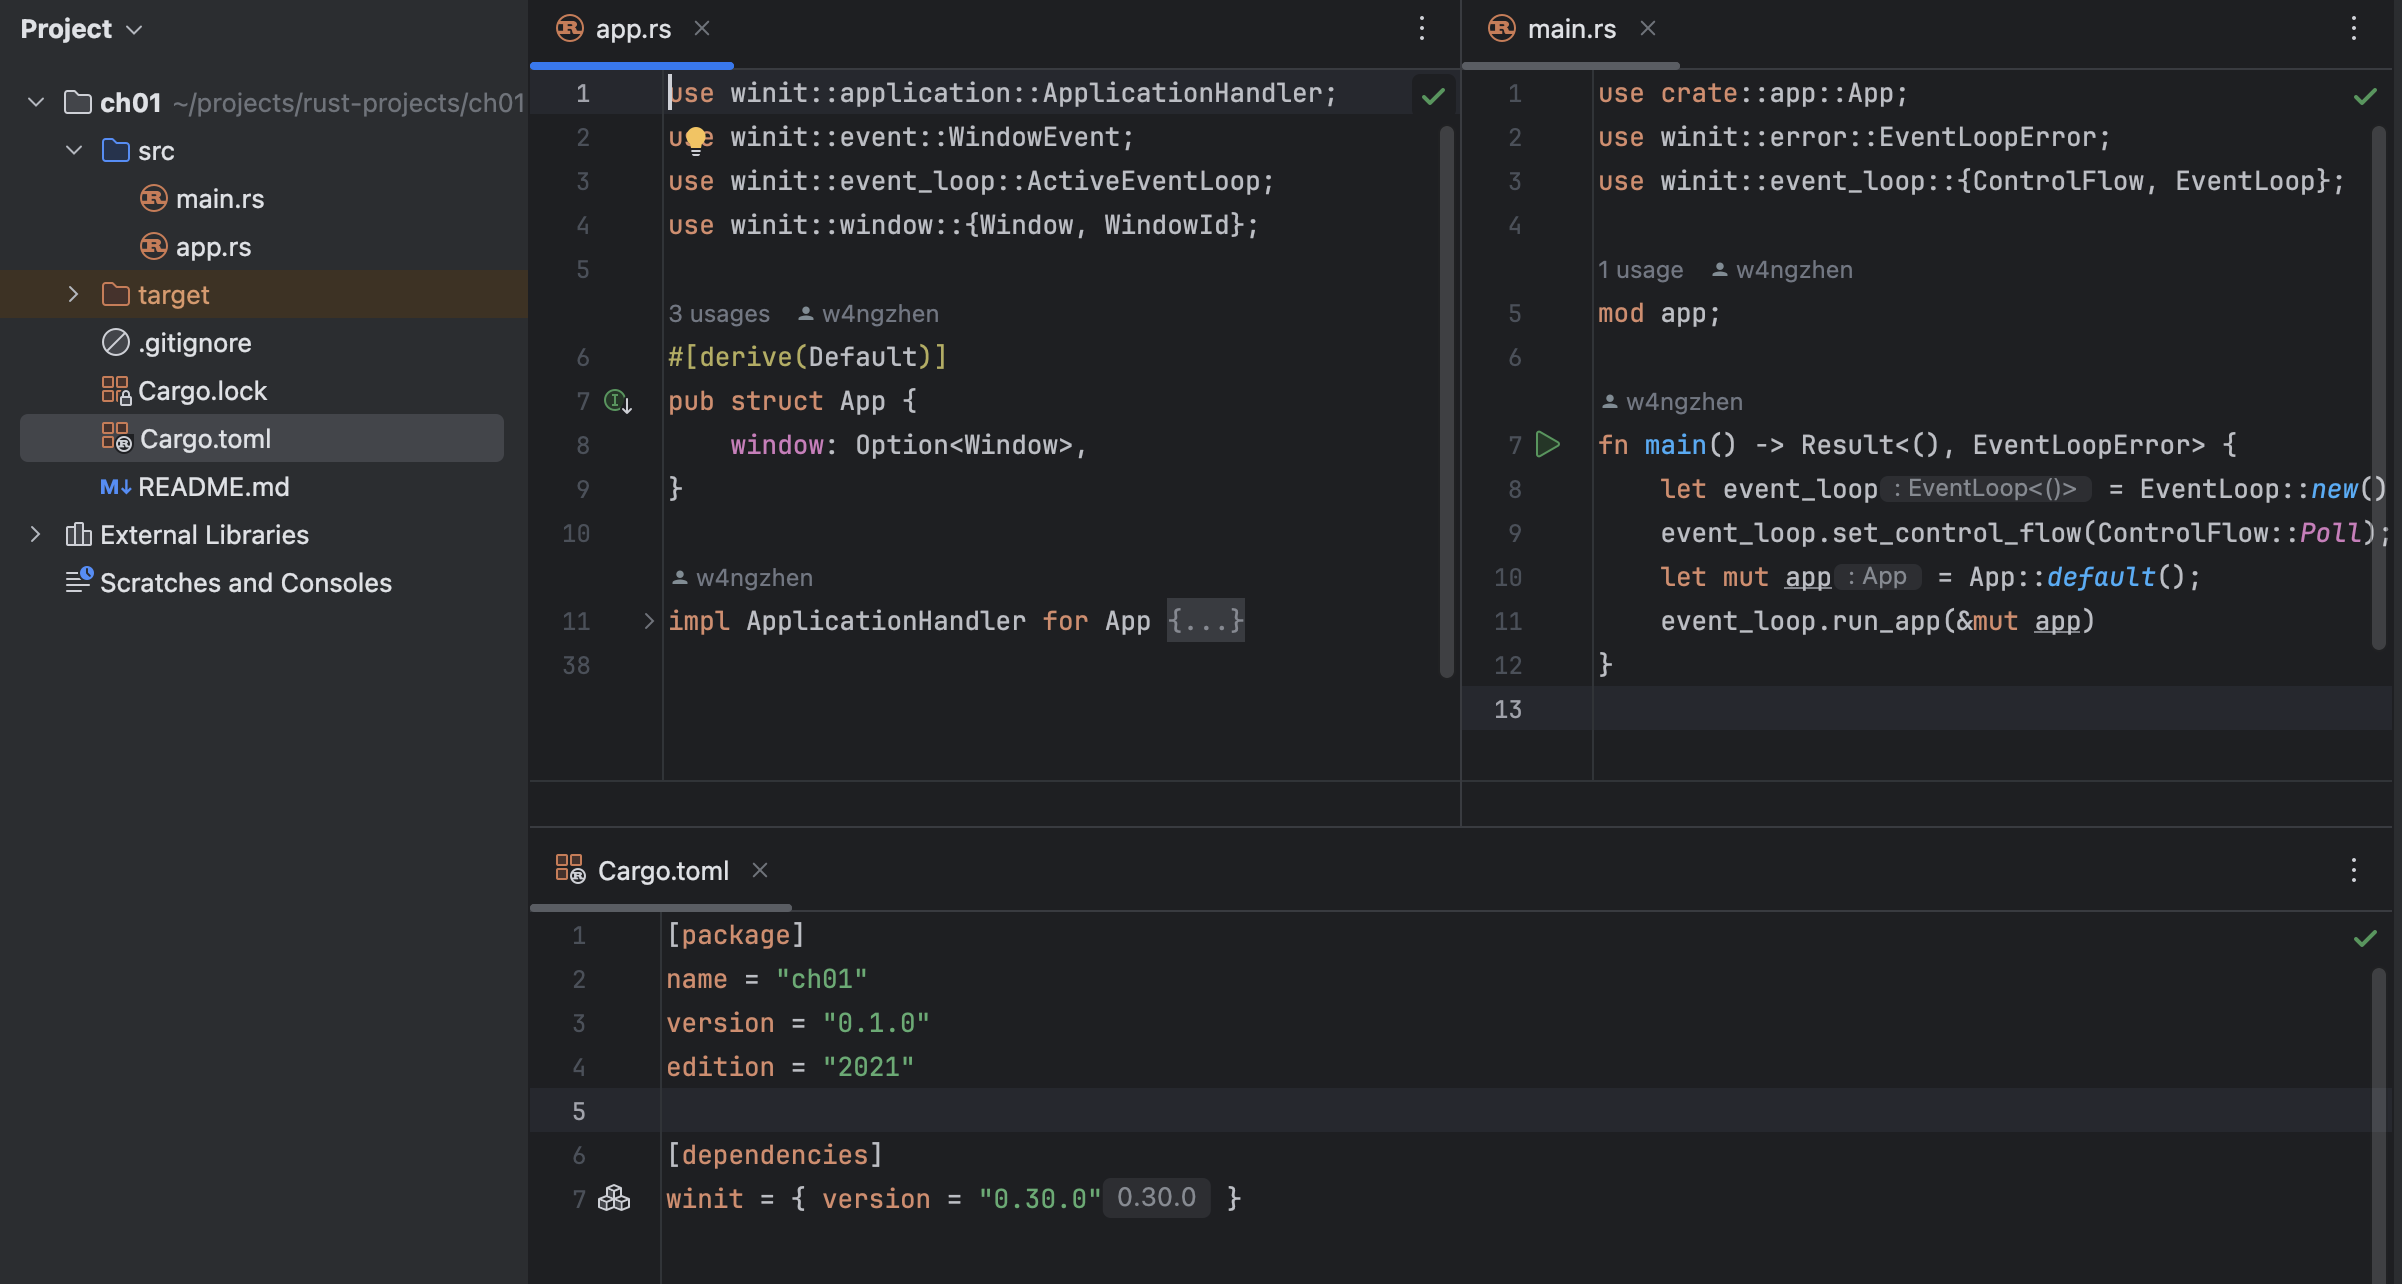 Project
ch01 ~/projects/rust-projects/ch01
src
main.rs
app.rs
target
.gitignore
Cargo.lock
Cargo.toml
README.md
External Libraries
Scratches and Consoles
app.rs
1 use winit::application::ApplicationHandler;
2 use winit::event::WindowEvent;
3 use winit::event_loop::ActiveEventLoop;
4 use winit::window::{Window, WindowId};
5
3 usages w4ngzhen
6 #[derive(Default)]
7 pub struct App {
8 window: Option<Window>,
9 }
10
w4ngzhen
11 impl ApplicationHandler for App {...}
38
main.rs
1 use crate::app::App;
2 use winit::error::EventLoopError;
3 use winit::event_loop::{ControlFlow, EventLoop};
4
1 usage w4ngzhen
5 mod app;
6
w4ngzhen
7 fn main() -> Result<(), EventLoopError> {
8 let event_loop : EventLoop<()> = EventLoop::new()
9 event_loop.set_control_flow(ControlFlow::Poll);
10 let mut app : App = App::default();
11 event_loop.run_app(&mut app)
12 }
13
Cargo.toml
1 [package]
2 name = "ch01"
3 version = "0.1.0"
4 edition = "2021"
5
6 [dependencies]
7 winit = { version = "0.30.0" 0.30.0 }